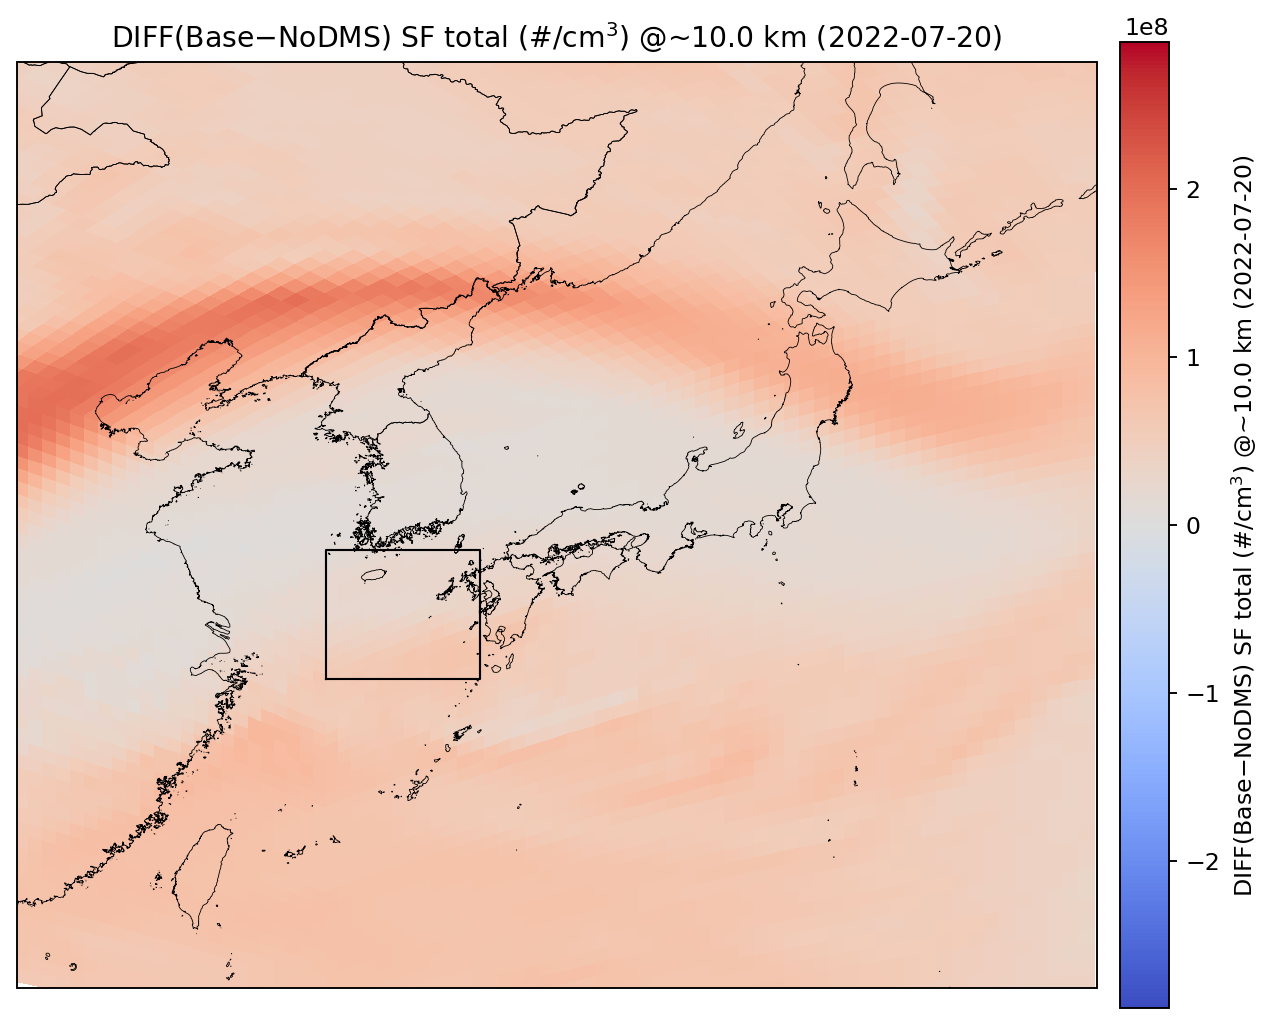 DIFF(Base−NoDMS) SF total (#/cm³) @~10.0 km (2022-07-20)
1e8
2
1
0
−1
−2
DIFF(Base−NoDMS) SF total (#/cm³) @~10.0 km (2022-07-20)